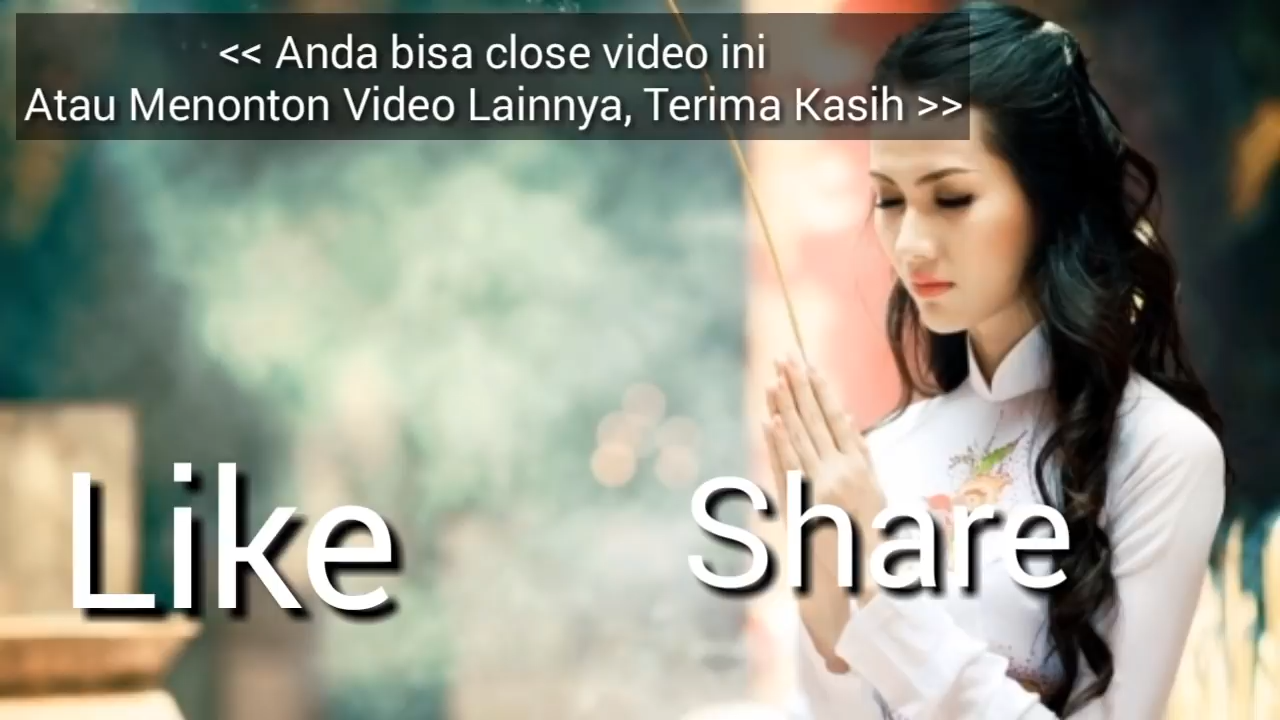 << Anda bisa close video ini
Atau Menonton Video Lainnya, Terima Kasih >>
Like
Share